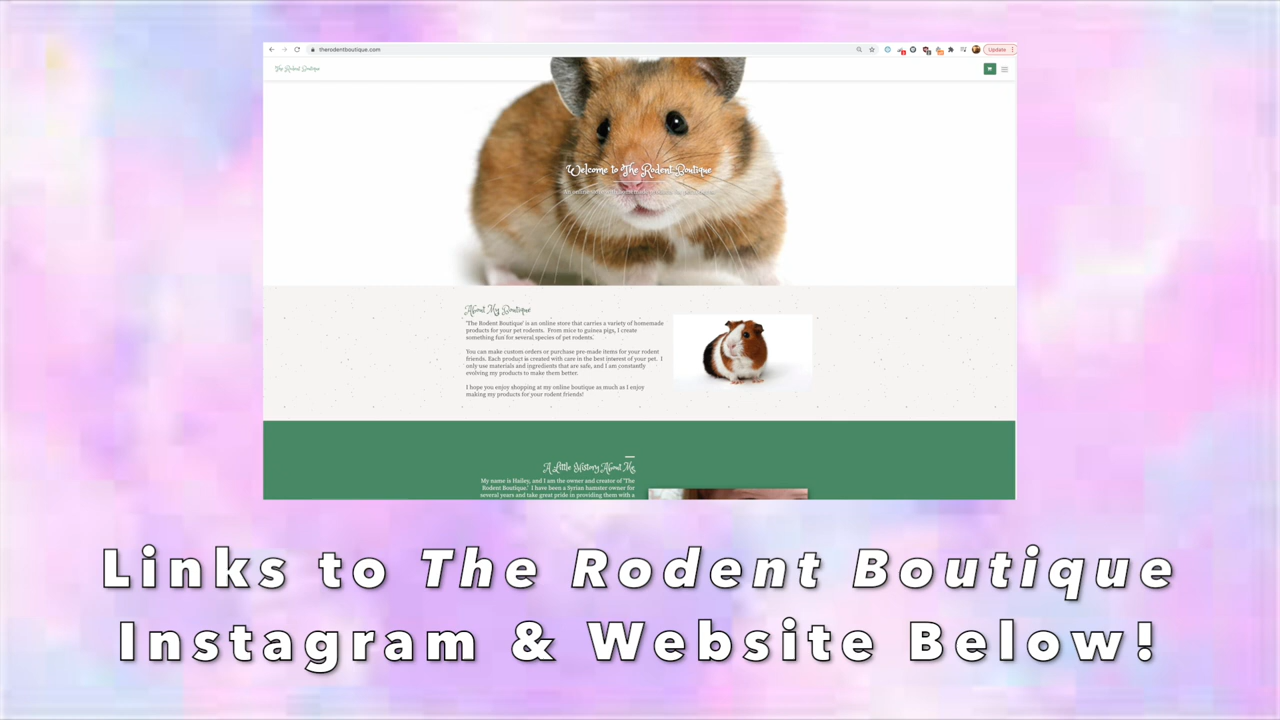 therodentboutique.com
Update
The Rodent Boutique
Welcome to The Rodent Boutique
About My Boutique
'The Rodent Boutique' is an online store that carries a variety of homemade
products for your pet rodents. From mice to guinea pigs, I create
something fun for several species of pet rodents.
You can make custom orders or purchase pre-made items for your rodent
friends. Each product is created with care in the best interest of your pet. I
only use materials and ingredients that are safe, and I am constantly
evolving my products to make them better.
I hope you enjoy shopping at my online boutique as much as I enjoy
making my products for your rodent friends!
A Little History About Me
My name is Hailey, and I am the owner and creator of 'The
Rodent Boutique.' I have been a Syrian hamster owner for
several years and take great pride in providing them with a
Links to The Rodent Boutique
Instagram & Website Below!